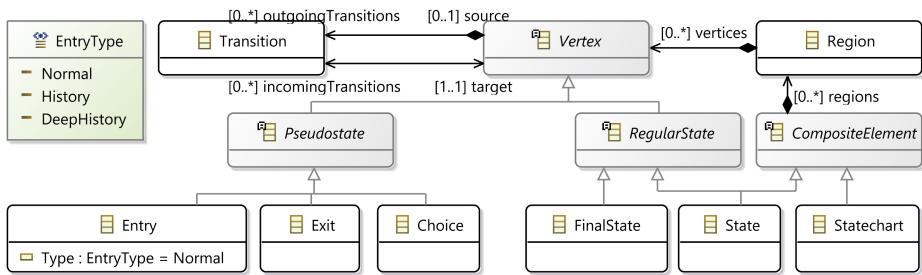 [0..*] outgoingTransitions [0..1] source
EntryType
Transition
Vertex
[0..*] vertices
Region
Normal
History
DeepHistory
[0..*] incomingTransitions [1..1] target
[0..*] regions
Pseudostate
RegularState
CompositeElement
Entry
Exit
Choice
FinalState
State
Statechart
Type : EntryType = Normal